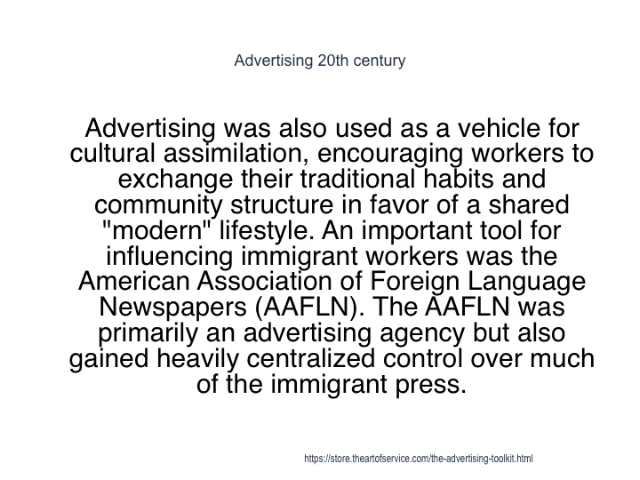 Advertising 20th century
Advertising was also used as a vehicle for
cultural assimilation, encouraging workers to
exchange their traditional habits and
community structure in favor of a shared
"modern" lifestyle. An important tool for
influencing immigrant workers was the
American Association of Foreign Language
Newspapers (AAFLN). The AAFLN was
primarily an advertising agency but also
gained heavily centralized control over much
of the immigrant press.
https://store.theartofservice.com/the-advertising-toolkit.html